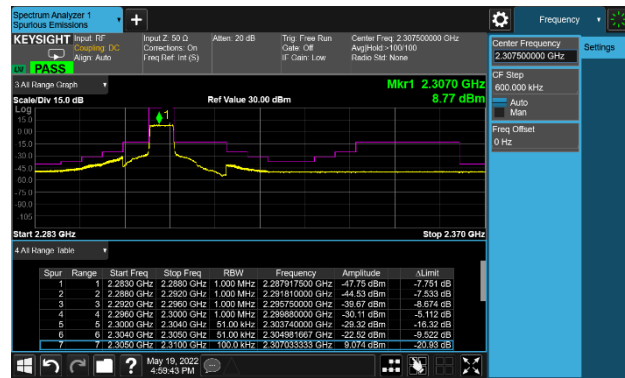 Spectrum Analyzer 1
Spurious Emissions
Frequency
KEYSIGHT Input: RF Input Z: 50 Ω Atten: 20 dB Trig: Free Run Center Freq: 2.307500000 GHz
Coupling: DC Corrections: On Gate: Off Avg|Hold:>100/100
Align: Auto Freq Ref: Int (S) IF Gain: Low Radio Std: None
LXI PASS
3 All Range Graph
Mkr1 2.3070 GHz
Scale/Div 15.0 dB Ref Value 30.00 dBm 8.77 dBm
Log
15.0
0.00
-15.0
-30.0
-45.0
-60.0
-75.0
-90.0
-105
1
Start 2.283 GHz Stop 2.370 GHz
4 All Range Table
Spur Range Start Freq Stop Freq RBW Frequency Amplitude ΔLimit
1 1 2.2830 GHz 2.2880 GHz 1.000 MHz 2.287917500 GHz -47.75 dBm -7.751 dB
2 2 2.2880 GHz 2.2920 GHz 1.000 MHz 2.291810000 GHz -44.53 dBm -7.533 dB
3 3 2.2920 GHz 2.2960 GHz 1.000 MHz 2.295750000 GHz -39.67 dBm -8.674 dB
4 4 2.2960 GHz 2.3000 GHz 1.000 MHz 2.299880000 GHz -30.11 dBm -5.112 dB
5 5 2.3000 GHz 2.3040 GHz 51.00 kHz 2.303740000 GHz -29.32 dBm -16.32 dB
6 6 2.3040 GHz 2.3050 GHz 51.00 kHz 2.304981667 GHz -22.52 dBm -9.522 dB
7 7 2.3050 GHz 2.3100 GHz 100.0 kHz 2.307033333 GHz 9.074 dBm -20.93 dB
May 19, 2022
4:59:43 PM
Center Frequency
2.307500000 GHz
Settings
CF Step
600.000 kHz
Auto
Man
Freq Offset
0 Hz